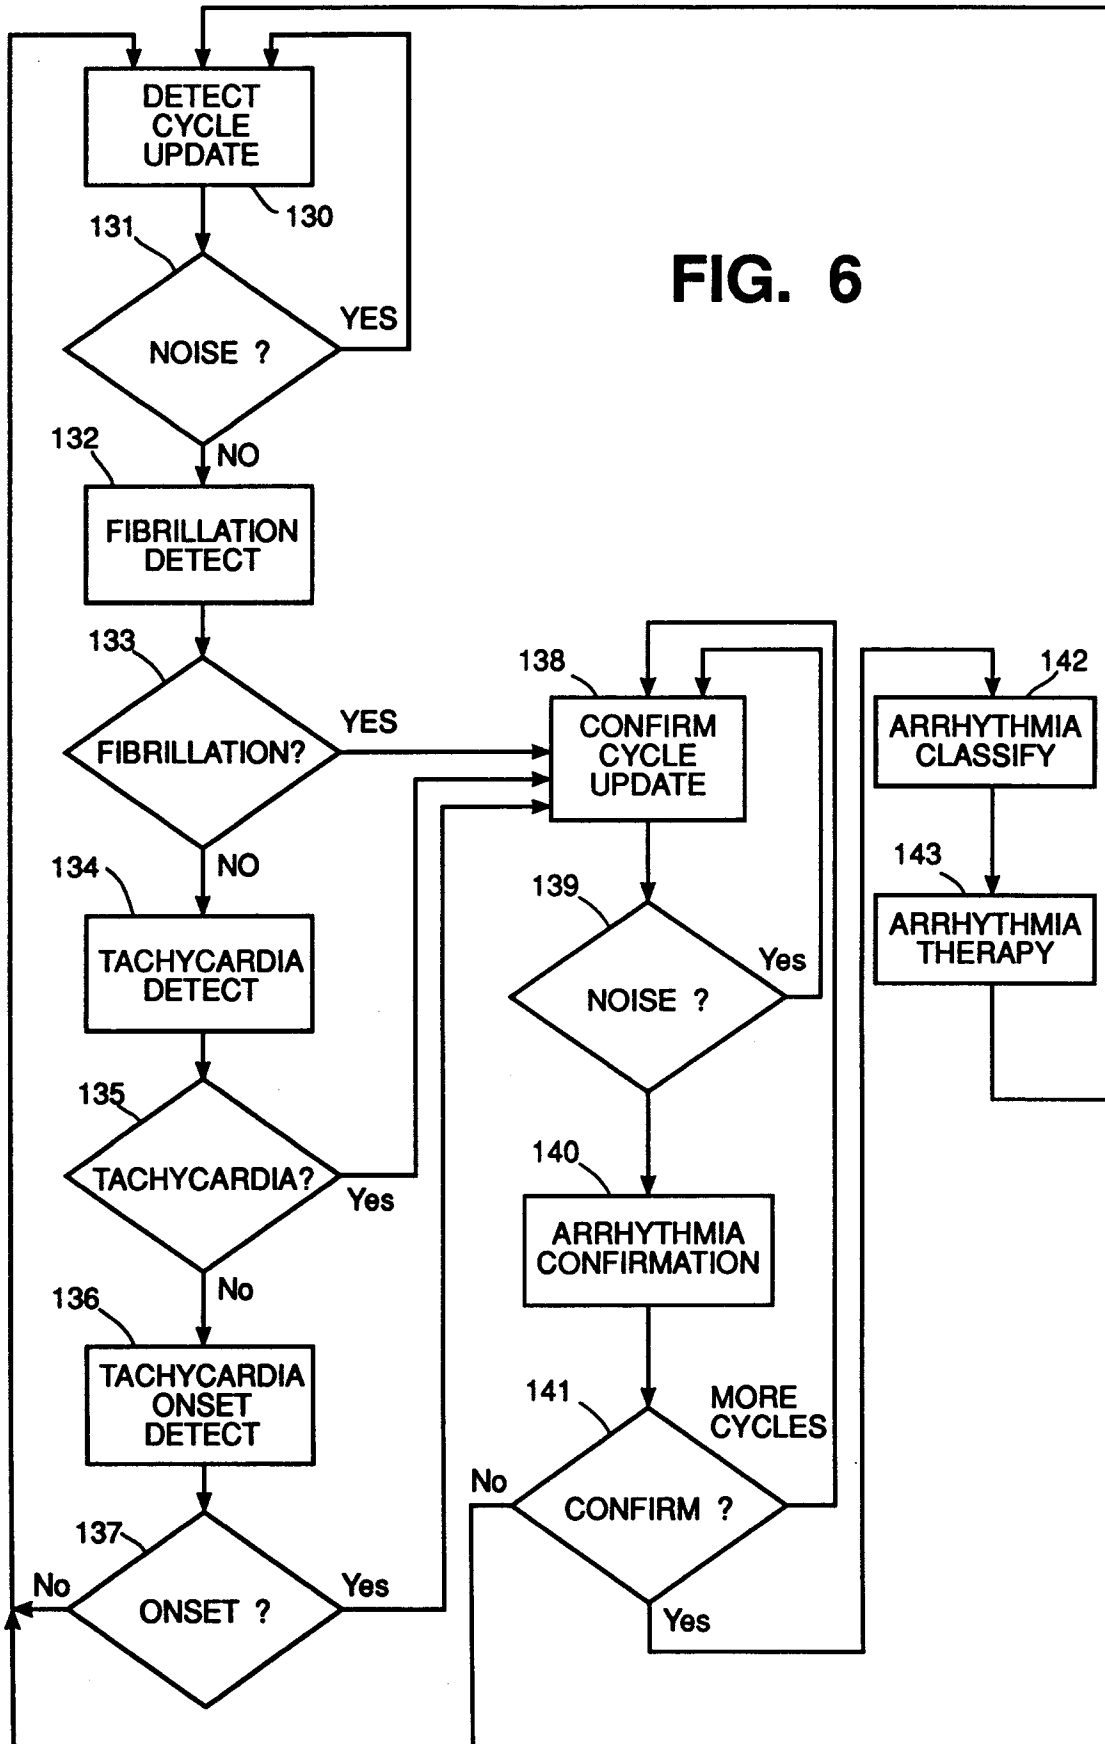 DETECT
CYCLE
UPDATE
130
131
NOISE ?
YES
NO
FIG. 6
132
FIBRILLATION
DETECT
133
FIBRILLATION?
YES
NO
134
TACHYCARDIA
DETECT
135
TACHYCARDIA?
Yes
No
136
TACHYCARDIA
ONSET
DETECT
137
ONSET ?
No
Yes
138
CONFIRM
CYCLE
UPDATE
139
NOISE ?
Yes
140
ARRHYTHMIA
CONFIRMATION
141
MORE
CYCLES
No
CONFIRM ?
Yes
142
ARRHYTHMIA
CLASSIFY
143
ARRHYTHMIA
THERAPY